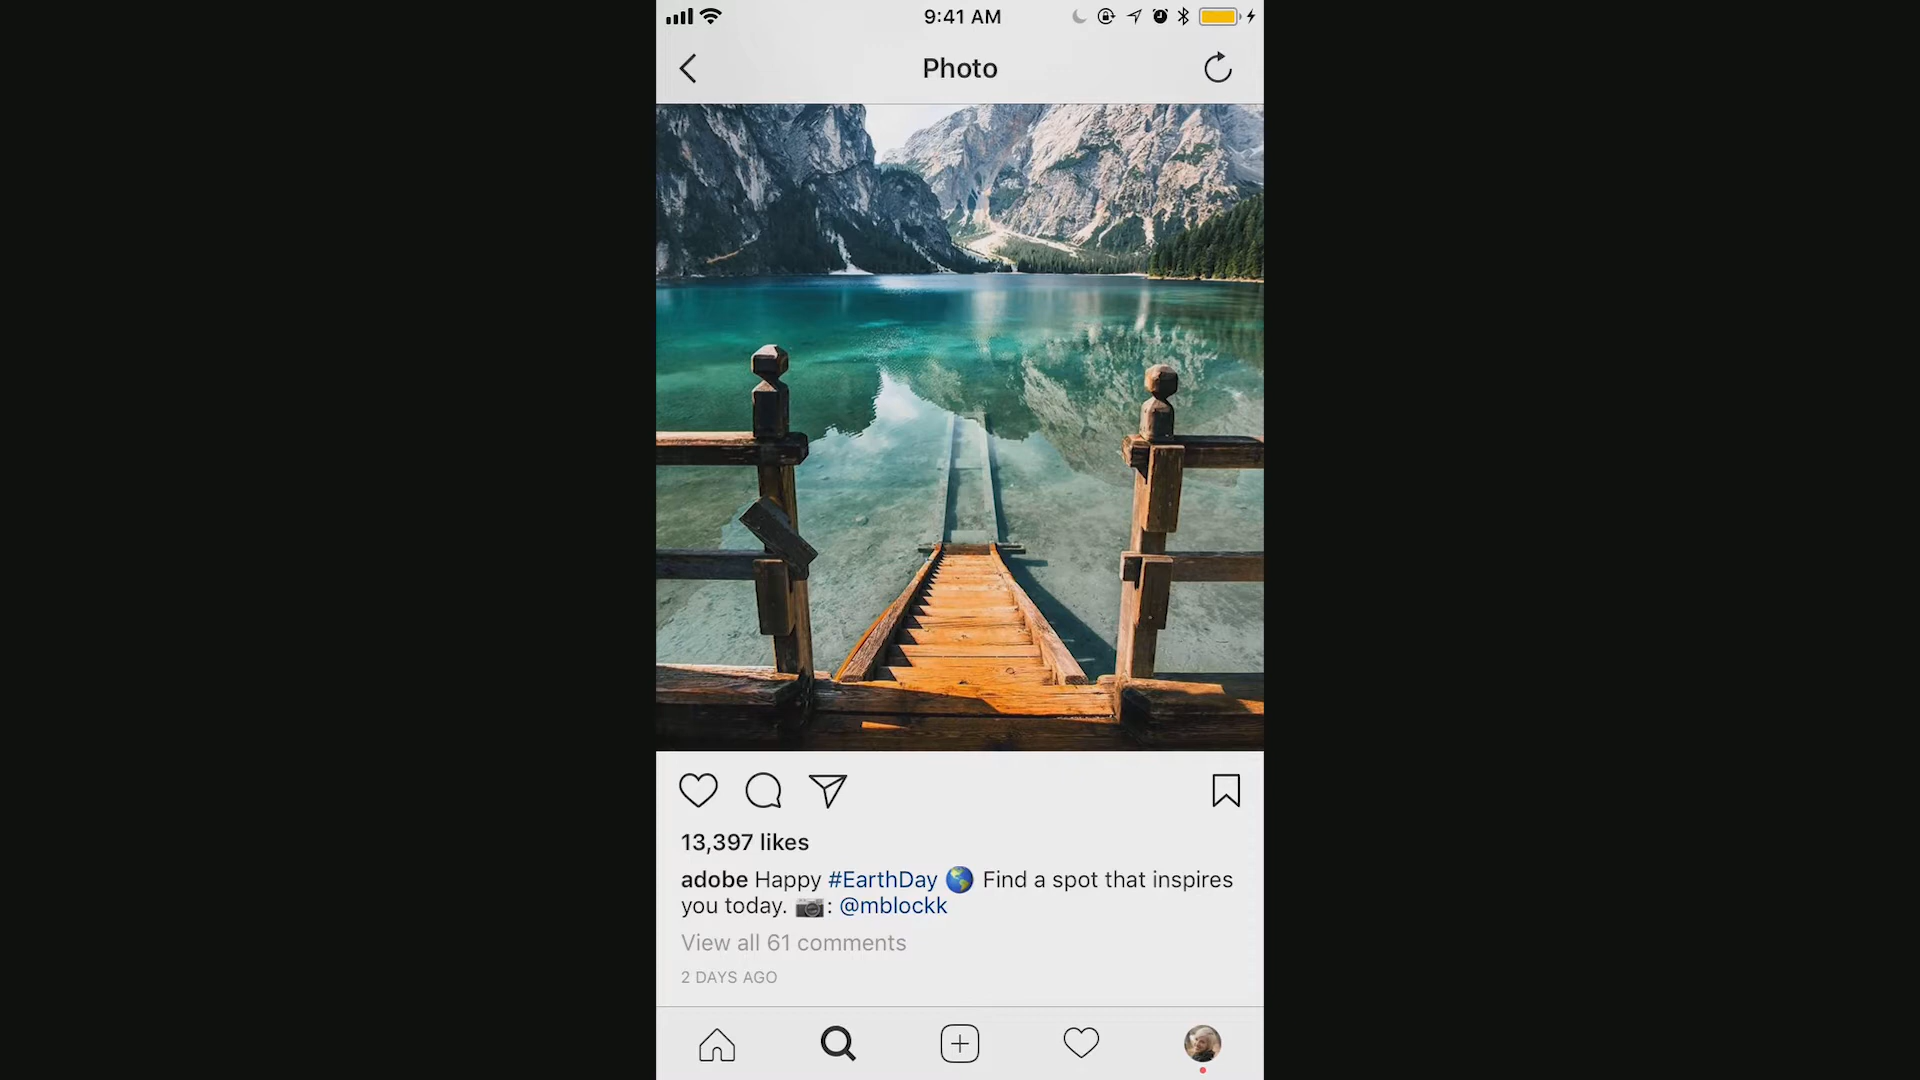 9:41 AM
Photo
13,397 likes
adobe Happy #EarthDay 🌎 Find a spot that inspires
you today. 📷: @mblockk
View all 61 comments
2 DAYS AGO